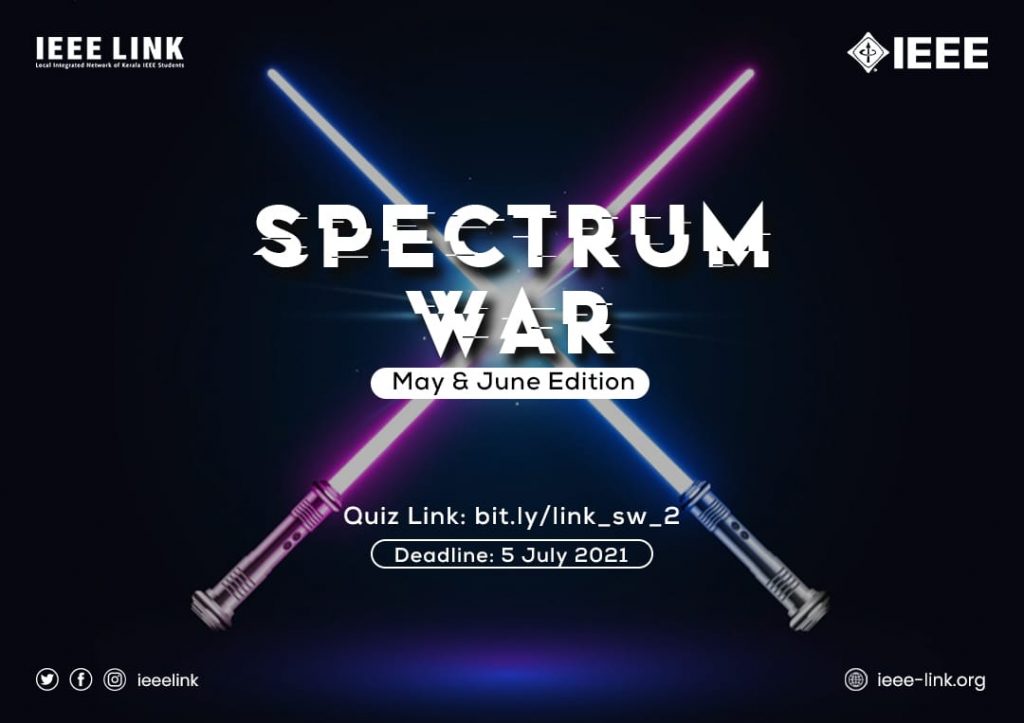 IEEE LINK
Local Integrated Network of Kerala IEEE Students
IEEE
SPECTRUM
WAR
May & June Edition
Quiz Link: bit.ly/link_sw_2
Deadline: 5 July 2021
ieeelink
ieee-link.org